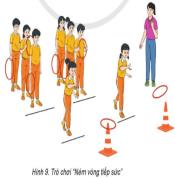 Hình 9. Trò chơi "Ném vòng tiếp sức"